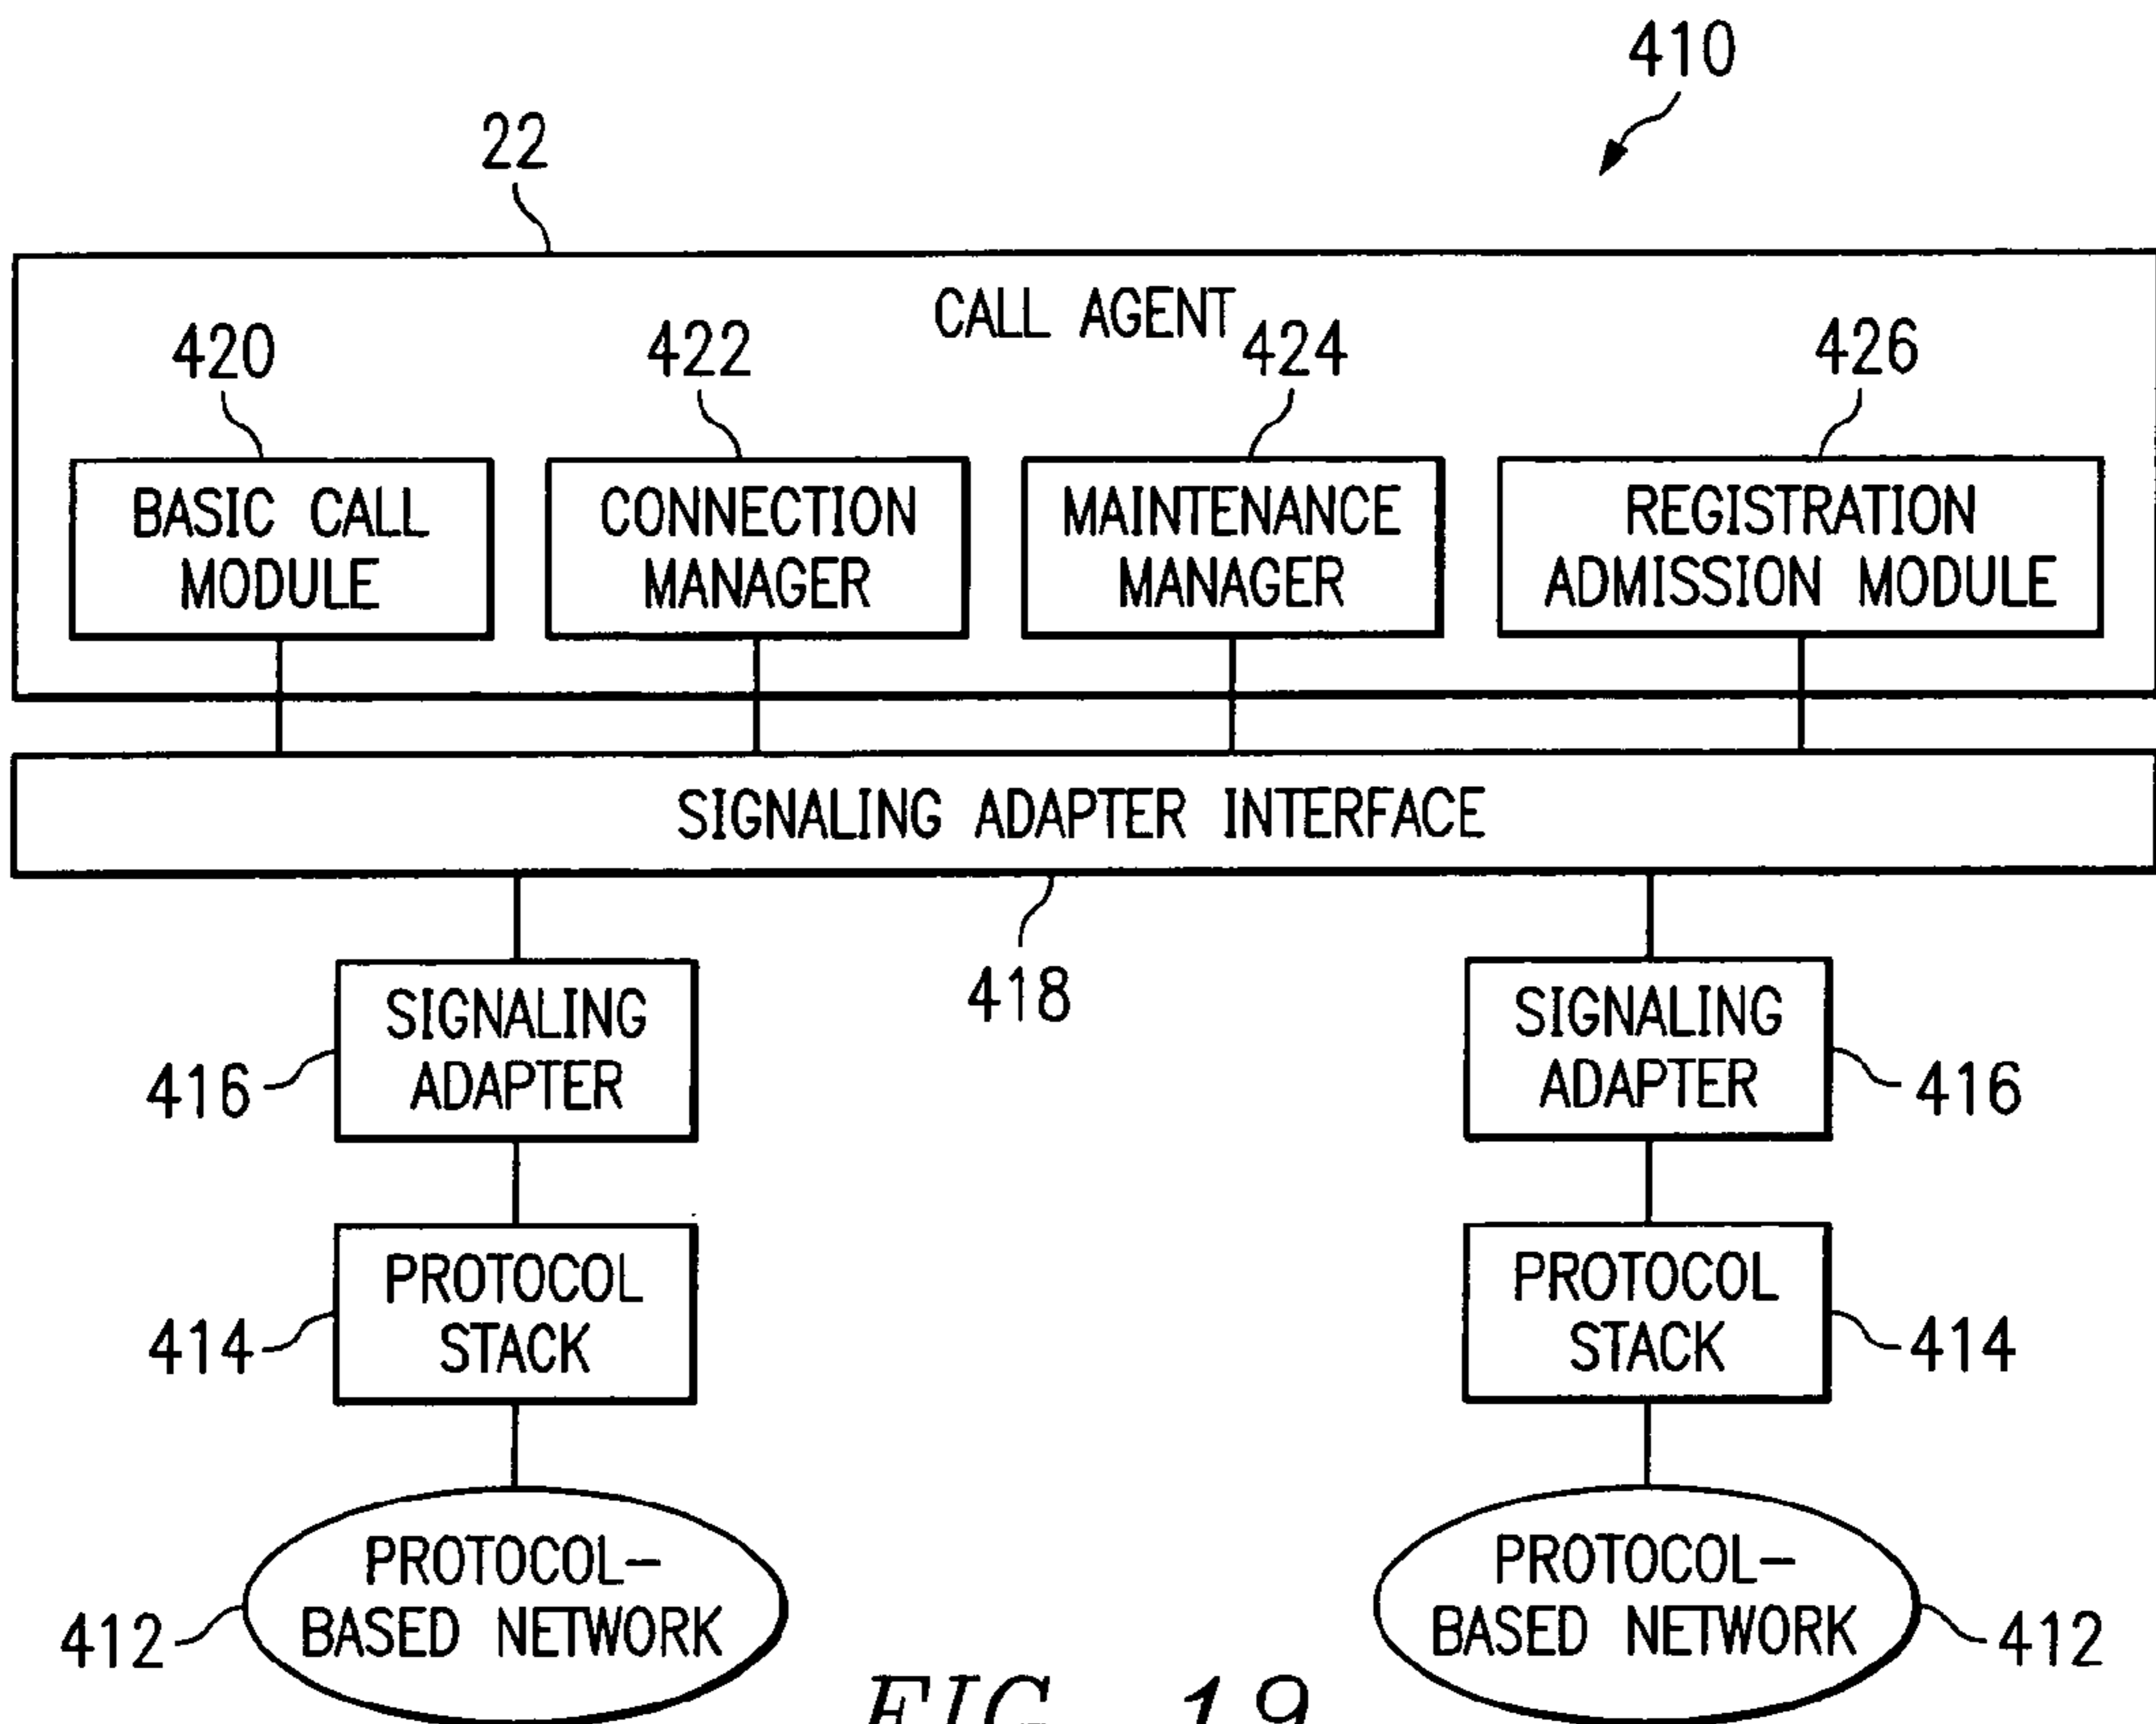 410
22
CALL AGENT
420
422
424
426
BASIC CALL
MODULE
CONNECTION
MANAGER
MAINTENANCE
MANAGER
REGISTRATION
ADMISSION MODULE
SIGNALING ADAPTER INTERFACE
418
SIGNALING
ADAPTER
416
SIGNALING
ADAPTER
416
PROTOCOL
STACK
414
PROTOCOL
STACK
414
PROTOCOL-
BASED NETWORK
412
PROTOCOL-
BASED NETWORK
412
FIG. 19